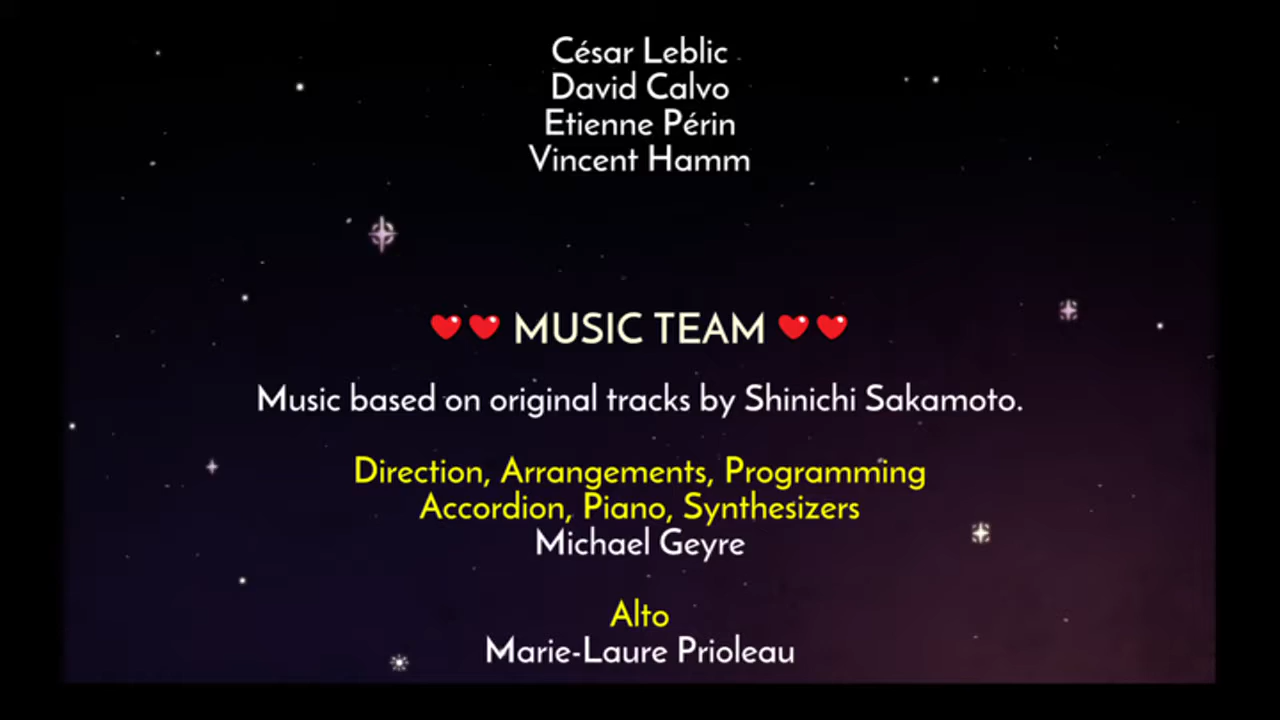 César Leblic
David Calvo
Etienne Périn
Vincent Hamm
❤❤ MUSIC TEAM ❤❤
Music based on original tracks by Shinichi Sakamoto.
Direction, Arrangements, Programming
Accordion, Piano, Synthesizers
Michael Geyre
Alto
Marie-Laure Prioleau